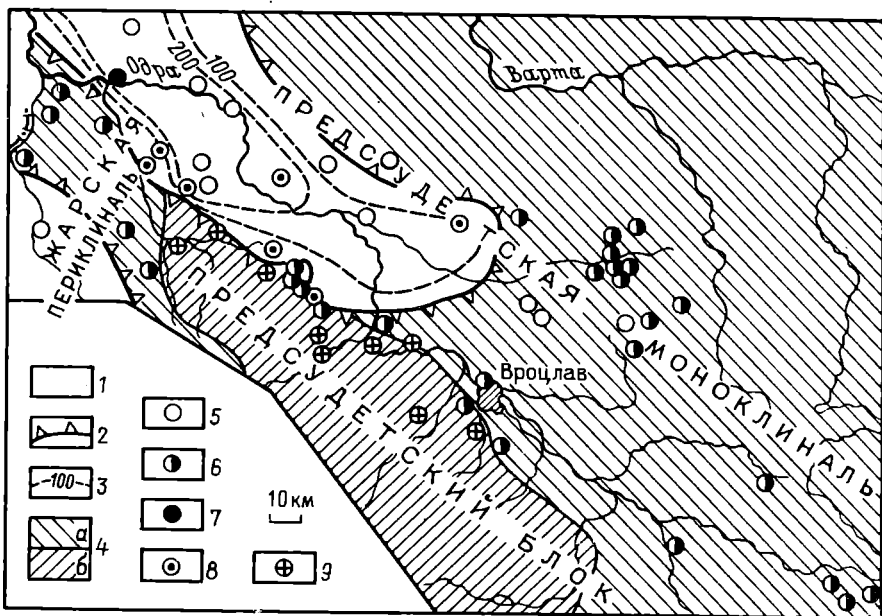 Одра
200
100
Варта
ПРЕДСУДЕТСКАЯ МОНОКЛИНАЛЬ
ЖАРСКАЯ
ПЕРИКЛИНАЛЬ
ПРЕДСУДЕТСКИЙ БЛОК
Вроцлав
1
2
-100- 3
а
б
4
5
6
7
8
9
10 км